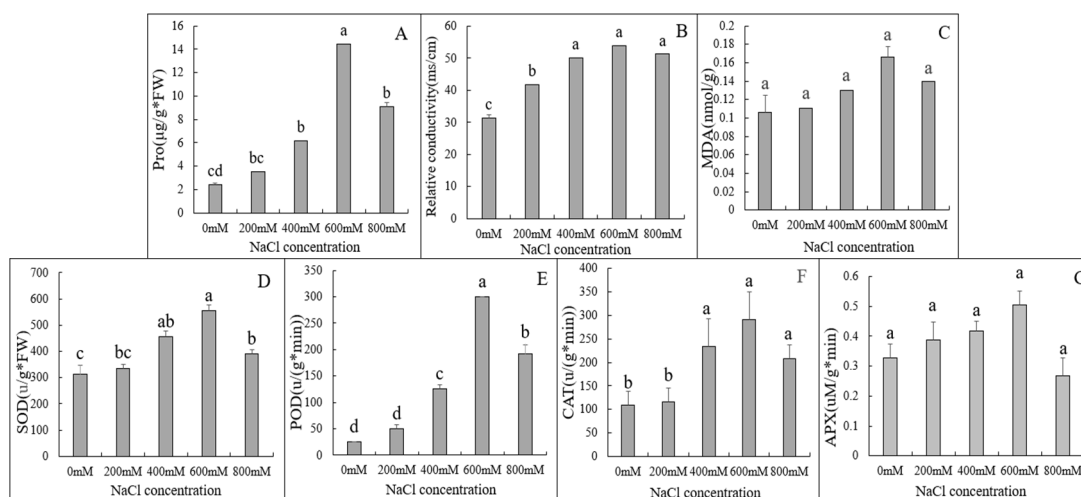 A
Pro(μg/g*FW)
16
14
12
10
8
6
4
2
0
cd
bc
b
a
b
0mM 200mM 400mM 600mM 800mM
NaCl concentration
B
Relative conductivity(ms/cm)
60
50
40
30
20
10
0
c
b
a
a
a
0mM 200mM 400mM 600mM 800mM
NaCl concentration
C
MDA(nmol/g)
0.2
0.18
0.16
0.14
0.12
0.1
0.08
0.06
0.04
0.02
0
a
a
a
a
a
0mM 200mM 400mM 600mM 800mM
NaCl concentration
D
SOD(u/g*FW)
700
600
500
400
300
200
100
0
c
bc
ab
a
b
0mM 200mM 400mM 600mM 800mM
NaCl concentration
E
POD(u/(g*min))
350
300
250
200
150
100
50
0
d
d
c
a
b
0mM 200mM 400mM 600mM 800mM
NaCl concentration
F
CAT(u/(g*min))
400
350
300
250
200
150
100
50
0
b
b
a
a
a
0mM 200mM 400mM 600mM 800mM
NaCl concentration
APX(uM/g*min)
0.6
0.5
0.4
0.3
0.2
0.1
0
a
a
a
a
a
0mM 200mM 400mM 600mM 800mM
NaCl concentration